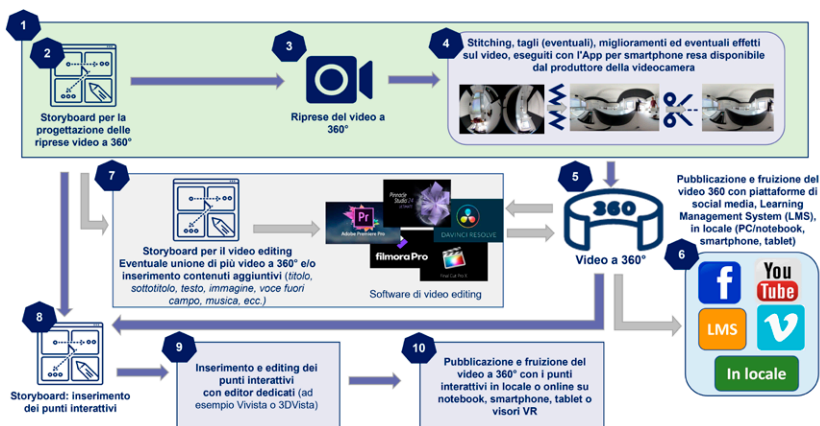 1
2
Storyboard per la
progettazione delle
riprese video a 360°
3
Riprese del video a
360°
4
Stitching, tagli (eventuali), miglioramenti ed eventuali effetti
sul video, eseguiti con l'App per smartphone resa disponibile
dal produttore della videocamera
5
360
Video a 360°
Pubblicazione e fruizione del
video 360 con piattaforme di
social media, Learning
Management System (LMS),
in locale (PC/notebook,
smartphone, tablet)
6
f
You
Tube
LMS
v
In locale
7
Storyboard per il video editing
Eventuale unione di più video a 360° e/o
inserimento contenuti aggiuntivi (titolo,
sottotitolo, testo, immagine, voce fuori
campo, musica, ecc.)
Pinnacle
Studio 24
Pr
Adobe Premiere Pro
DAVINCI RESOLVE
filmoraPro
Final Cut Pro X
Software di video editing
8
Storyboard: inserimento
dei punti interattivi
9
Inserimento e editing dei
punti interattivi
con editor dedicati (ad
esempio Vivista o 3DVista)
10
Pubblicazione e fruizione del
video a 360° con i punti
interattivi in locale o online su
notebook, smartphone, tablet o
visori VR